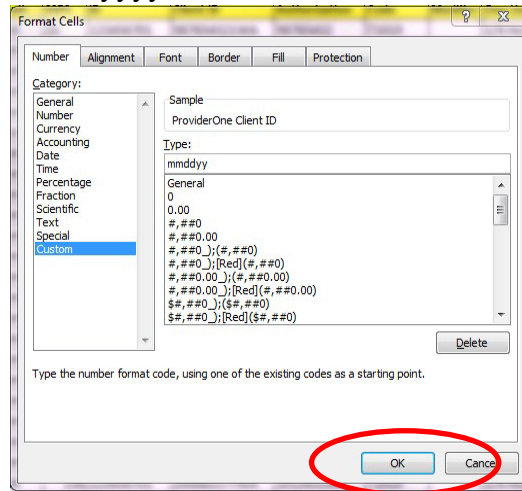 Format Cells
Number Alignment Font Border Fill Protection
Category:
General
Number
Currency
Accounting
Date
Time
Percentage
Fraction
Scientific
Text
Special
Custom
Sample
ProviderOne Client ID
Type:
mmddyy
General
0
0.00
#,##0
#,##0.00
#,##0_);(#,##0)
#,##0_);[Red](#,##0)
#,##0.00_);(#,##0.00)
#,##0.00_);[Red](#,##0.00)
$#,##0_);($#,##0)
$#,##0_);[Red]($#,##0)
Delete
Type the number format code, using one of the existing codes as a starting point.
OK Cancel